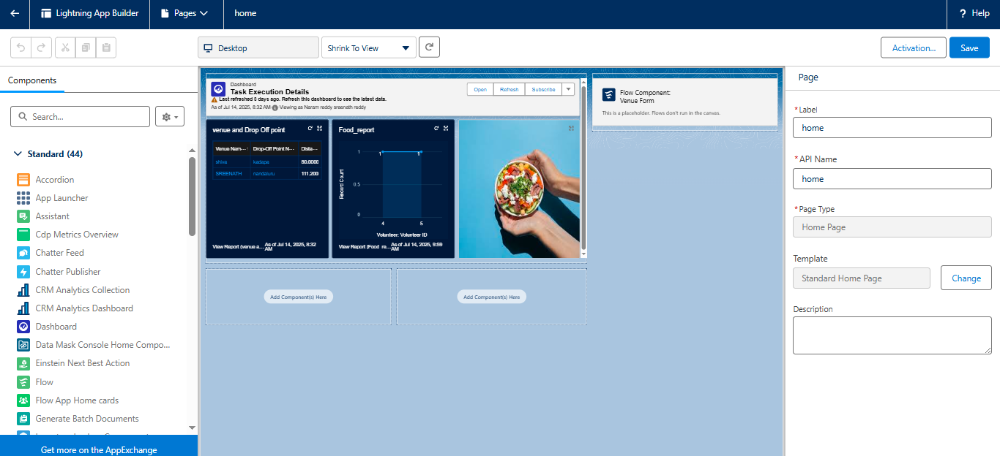 Lightning App Builder
Pages
home
? Help
Desktop
Shrink To View
Activation...
Save
Components
Search...
Standard (44)
Accordion
App Launcher
Assistant
Cdp Metrics Overview
Chatter Feed
Chatter Publisher
CRM Analytics Collection
CRM Analytics Dashboard
Dashboard
Data Mask Console Home Compo...
Einstein Next Best Action
Flow
Flow App Home cards
Generate Batch Documents
Get more on the AppExchange
Dashboard
Task Execution Details
Last refreshed 3 days ago. Refresh this dashboard to see the latest data.
As of Jul 14, 2025, 8:32 AM·Viewing as Naram reddy sreenath reddy
Open
Refresh
Subscribe
venue and Drop Off point
Venue Nam... Drop-Off Point N... Dista...
shiva kadapa 80.0000
SREENATH nandaluru 111.200
View Report (venue a... As of Jul 14, 2025, 8:32 AM
Food_report
Record Count
1
0.5
0
1
1
4
5
Volunteer: Volunteer ID
View Report (Food_re... As of Jul 14, 2025, 9:59 AM
Flow Component:
Venue Form
This is a placeholder. Flows don't run in the canvas.
Add Component(s) Here
Add Component(s) Here
Page
*Label
home
*API Name
home
*Page Type
Home Page
Template
Standard Home Page
Change
Description